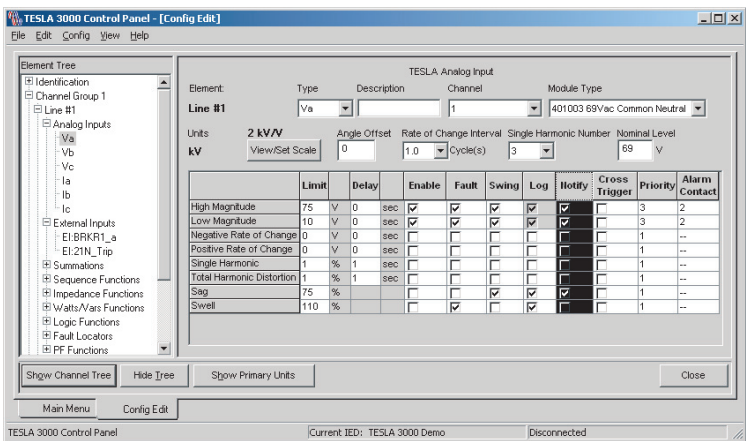 TESLA 3000 Control Panel - [Config Edit]
File Edit Config View Help
Element Tree
Identification
Channel Group 1
Line #1
Analog Inputs
Va
Vb
Vc
Ia
Ib
Ic
External Inputs
EI:BRKR1_a
EI:21N_Trip
Summations
Sequence Functions
Impedance Functions
Watts/Vars Functions
Logic Functions
Fault Locators
PF Functions
TESLA Analog Input
Element: Type Description Channel Module Type
Line #1 Va 1 401003 69Vac Common Neutral
Units 2 kV/V Angle Offset Rate of Change Interval Single Harmonic Number Nominal Level
kV View/Set Scale 0 1.0 Cycle(s) 3 69 V
Limit Delay Enable Fault Swing Log Notify Cross Trigger Priority Alarm Contact
High Magnitude 75 V 0 sec 3 2
Low Magnitude 10 V 0 sec 3 2
Negative Rate of Change 0 V 0 sec 1 --
Positive Rate of Change 0 V 0 sec 1 --
Single Harmonic 1 % 1 sec 1 --
Total Harmonic Distortion 1 % 1 sec 1 --
Sag 75 % 1 --
Swell 110 % 1 --
Show Channel Tree Hide Tree Show Primary Units Close
Main Menu Config Edit
TESLA 3000 Control Panel Current IED: TESLA 3000 Demo Disconnected